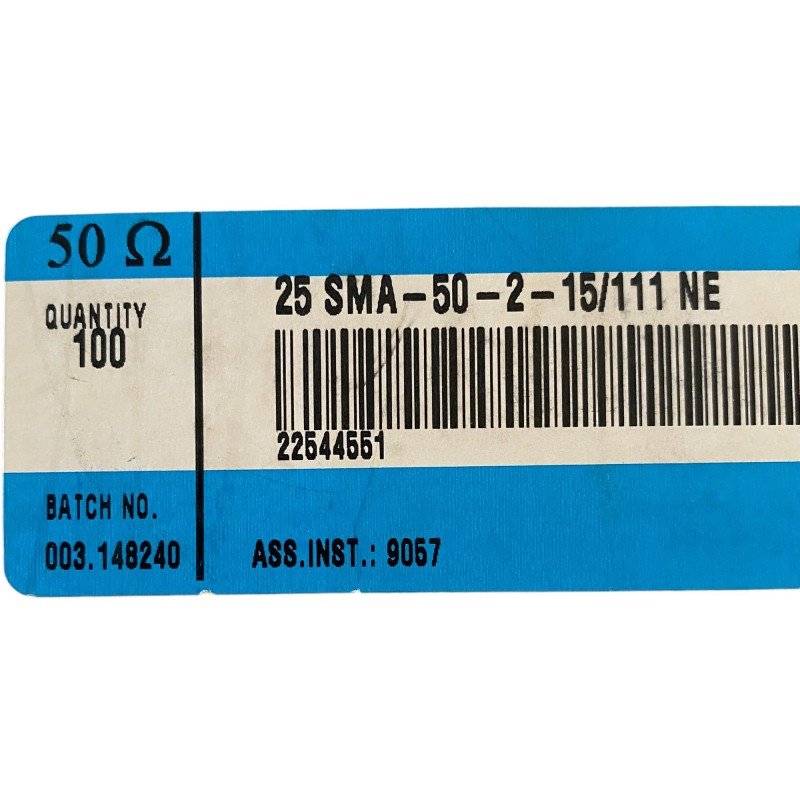 50 Ω
QUANTITY
100
25 SMA-50-2-15/111 NE
22544551
BATCH NO.
003.148240
ASS.INST.: 9057